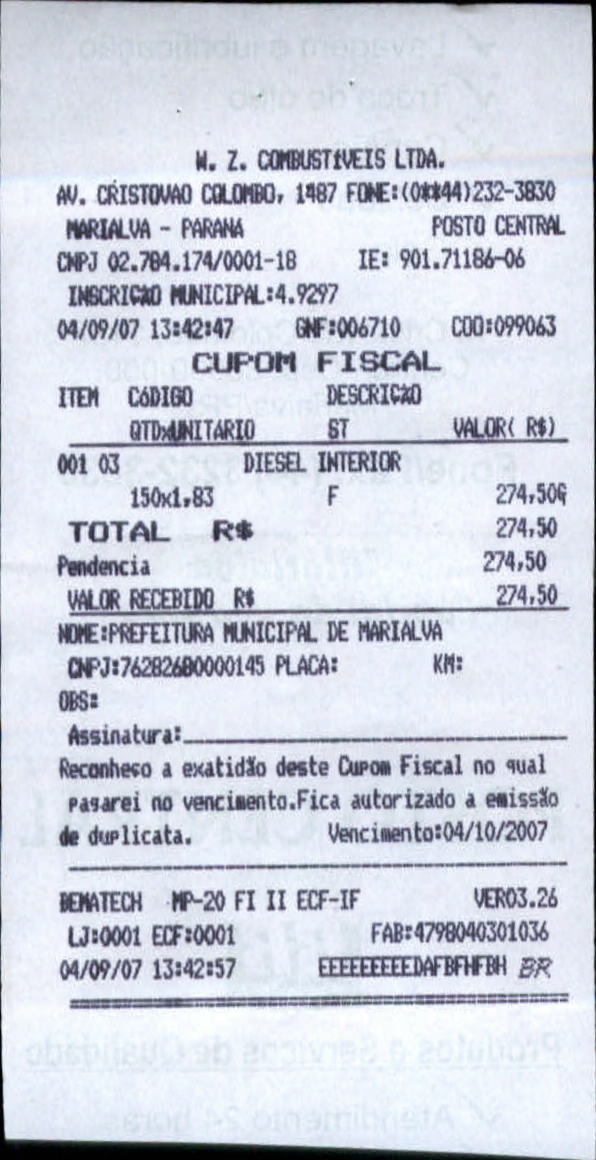 W. Z. COMBUSTíVEIS LTDA.
AV. CRISTOVAO COLOMBO, 1487 FONE:(0**44)232-3830
MARIALVA - PARANá POSTO CENTRAL
CNPJ 02.784.174/0001-18 IE: 901.71186-06
INSCRIÇãO MUNICIPAL:4.9297
04/09/07 13:42:47 GNF:006710 COO:099063
CUPOM FISCAL
ITEM CóDIGO DESCRIÇãO
QTDxUNITARIO ST VALOR( R$)
001 03 DIESEL INTERIOR
150x1,83 F 274,50G
TOTAL R$ 274,50
Pendencia 274,50
VALOR RECEBIDO R$ 274,50
NOME:PREFEITURA MUNICIPAL DE MARIALVA
CNPJ:76282680000145 PLACA: KM:
OBS:
Assinatura:
Reconheço a exatidão deste Cupom Fiscal no qual
pagarei no vencimento.Fica autorizado a emissão
de duplicata. Vencimento:04/10/2007
BEMATECH MP-20 FI II ECF-IF VER03.26
LJ:0001 ECF:0001 FAB:4798040301036
04/09/07 13:42:57 EEEEEEEEEDAFBFHFBH BR